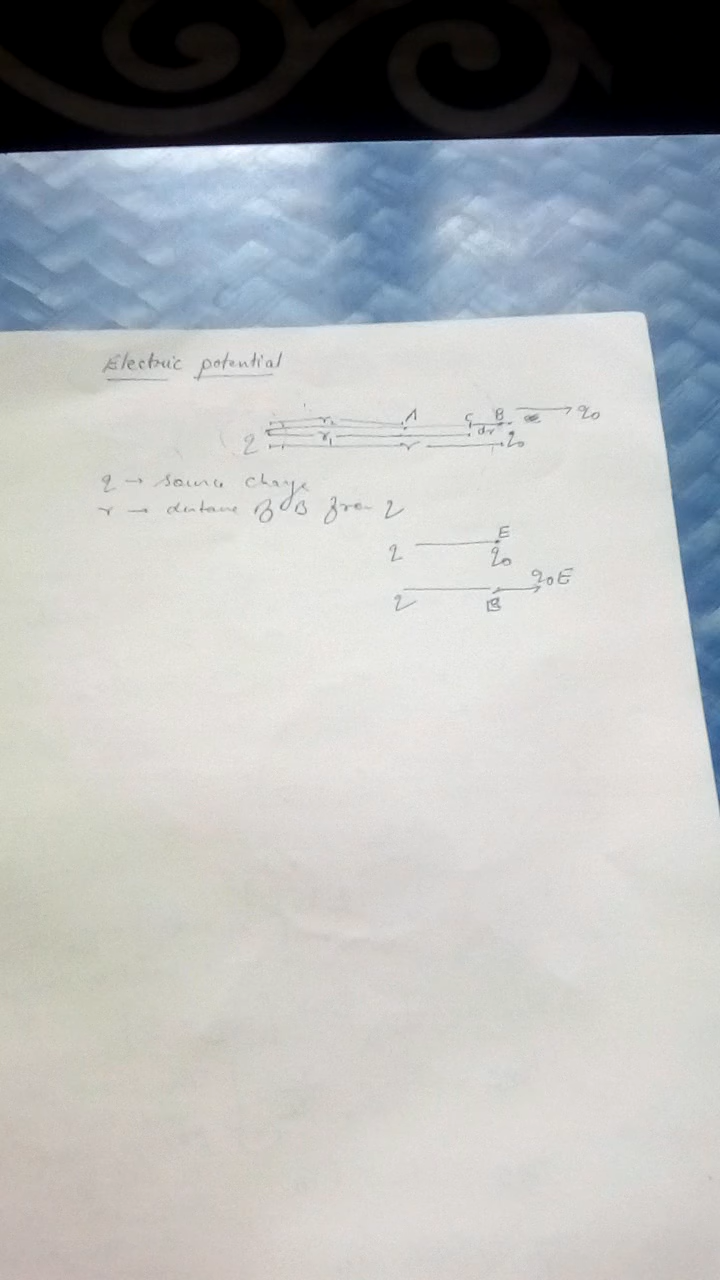 Electric potential
r₁ A C B → q₀
q r₁ dr q₀
r
q → source charge
r → distance of B from q
E
q q₀
q₀E
q B